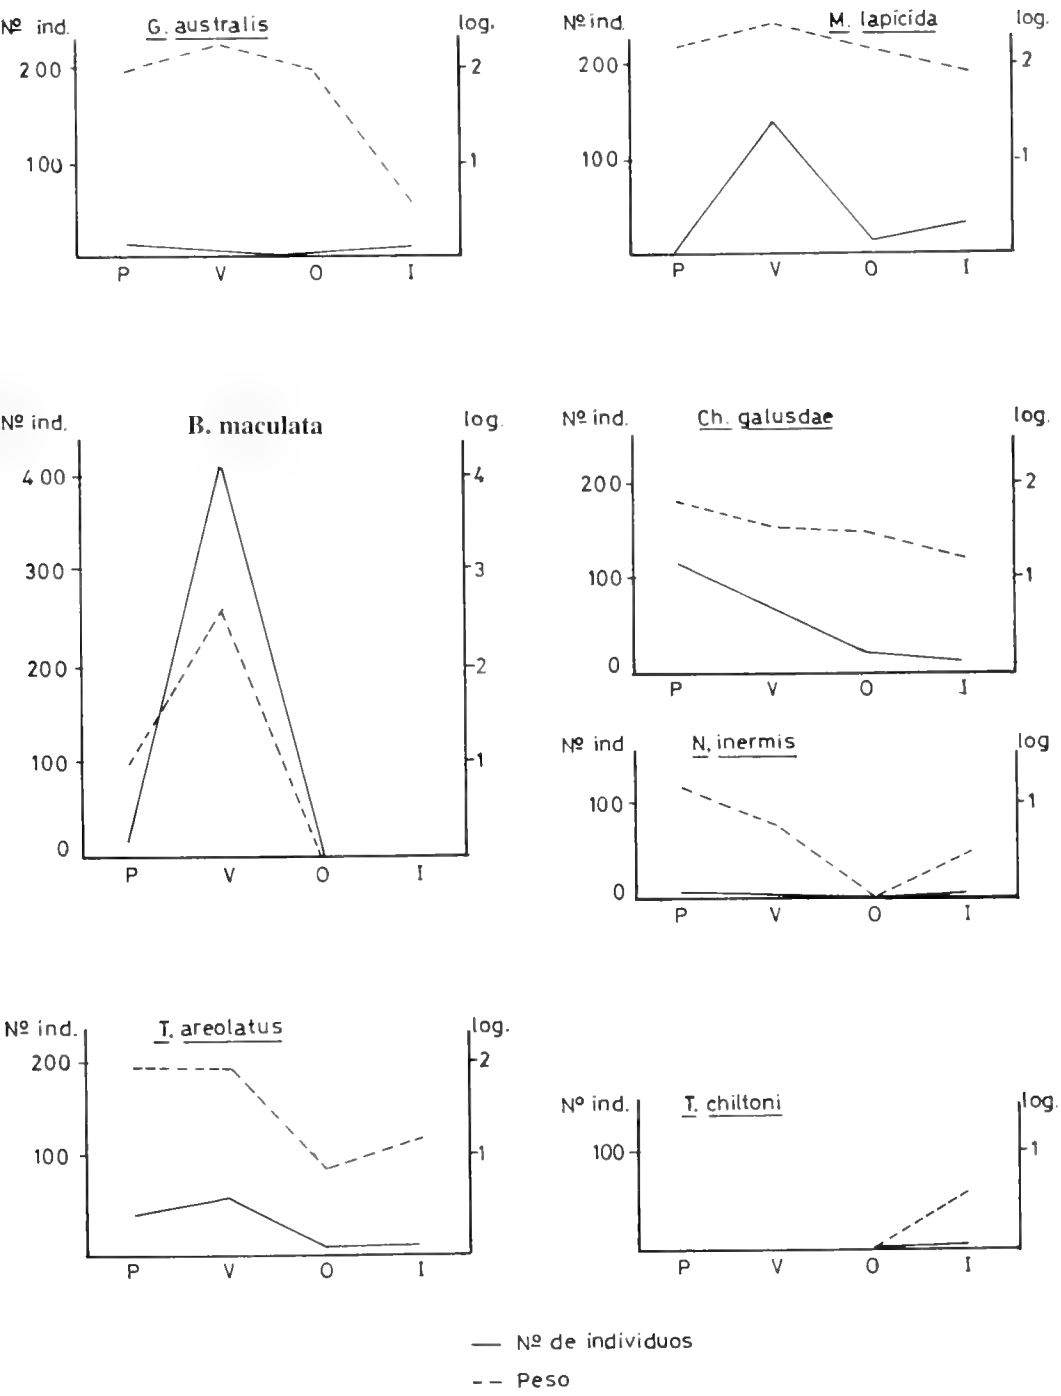 Nº ind. G. australis log.
200 2
100 1
P V O I
Nº ind. M. lapicida log.
200 2
100 1
P V O I
Nº ind. B. maculata log.
400 4
300 3
200 2
100 1
0
P V O I
Nº ind. Ch. galusdae log.
200 2
100 1
0
P V O I
Nº ind N. inermis log
100 1
0
P V O I
Nº ind. T. areolatus log.
200 2
100 1
P V O I
Nº ind. T. chiltoni log.
100 1
P V O I
Nº de individuos
Peso